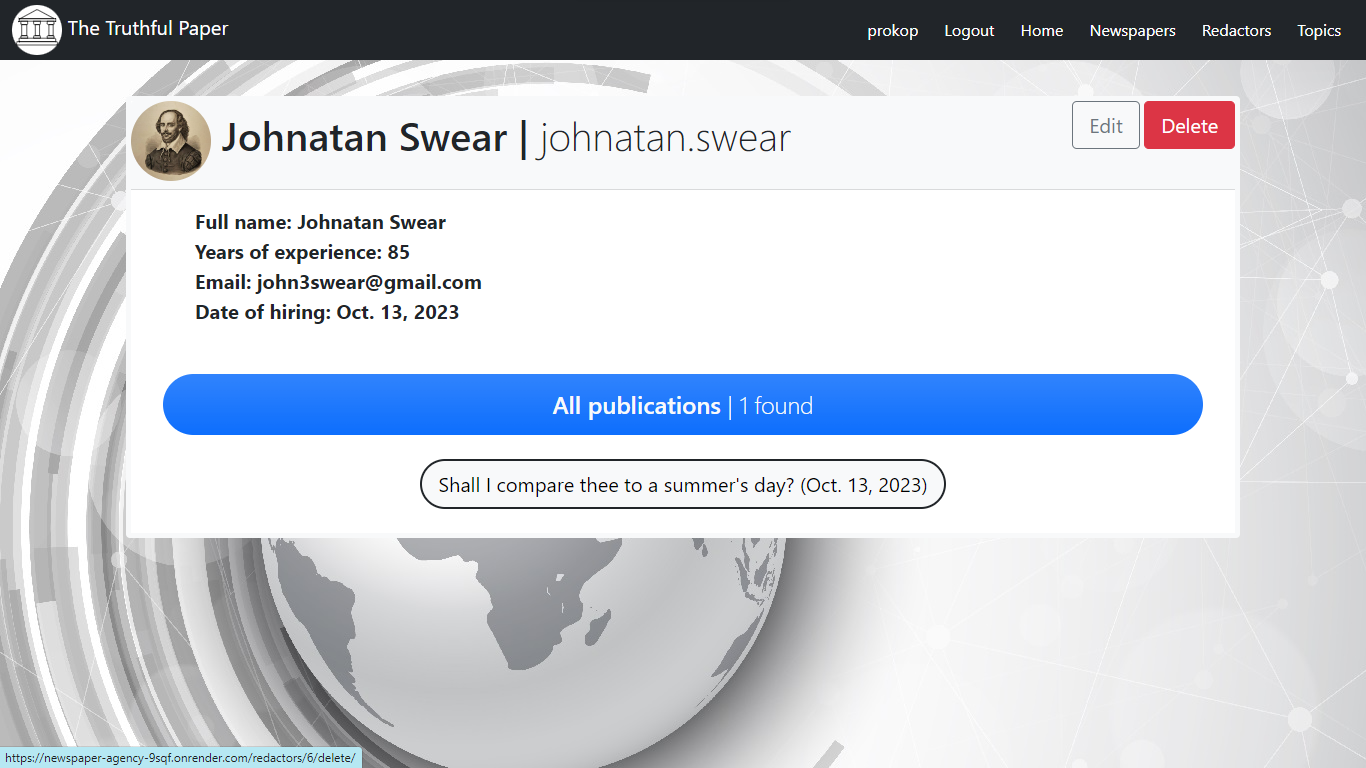 The Truthful Paper
prokop Logout Home Newspapers Redactors Topics
Johnatan Swear | johnatan.swear
Edit Delete
Full name: Johnatan Swear
Years of experience: 85
Email: john3swear@gmail.com
Date of hiring: Oct. 13, 2023
All publications | 1 found
Shall I compare thee to a summer's day? (Oct. 13, 2023)
https://newspaper-agency-9sqf.onrender.com/redactors/6/delete/